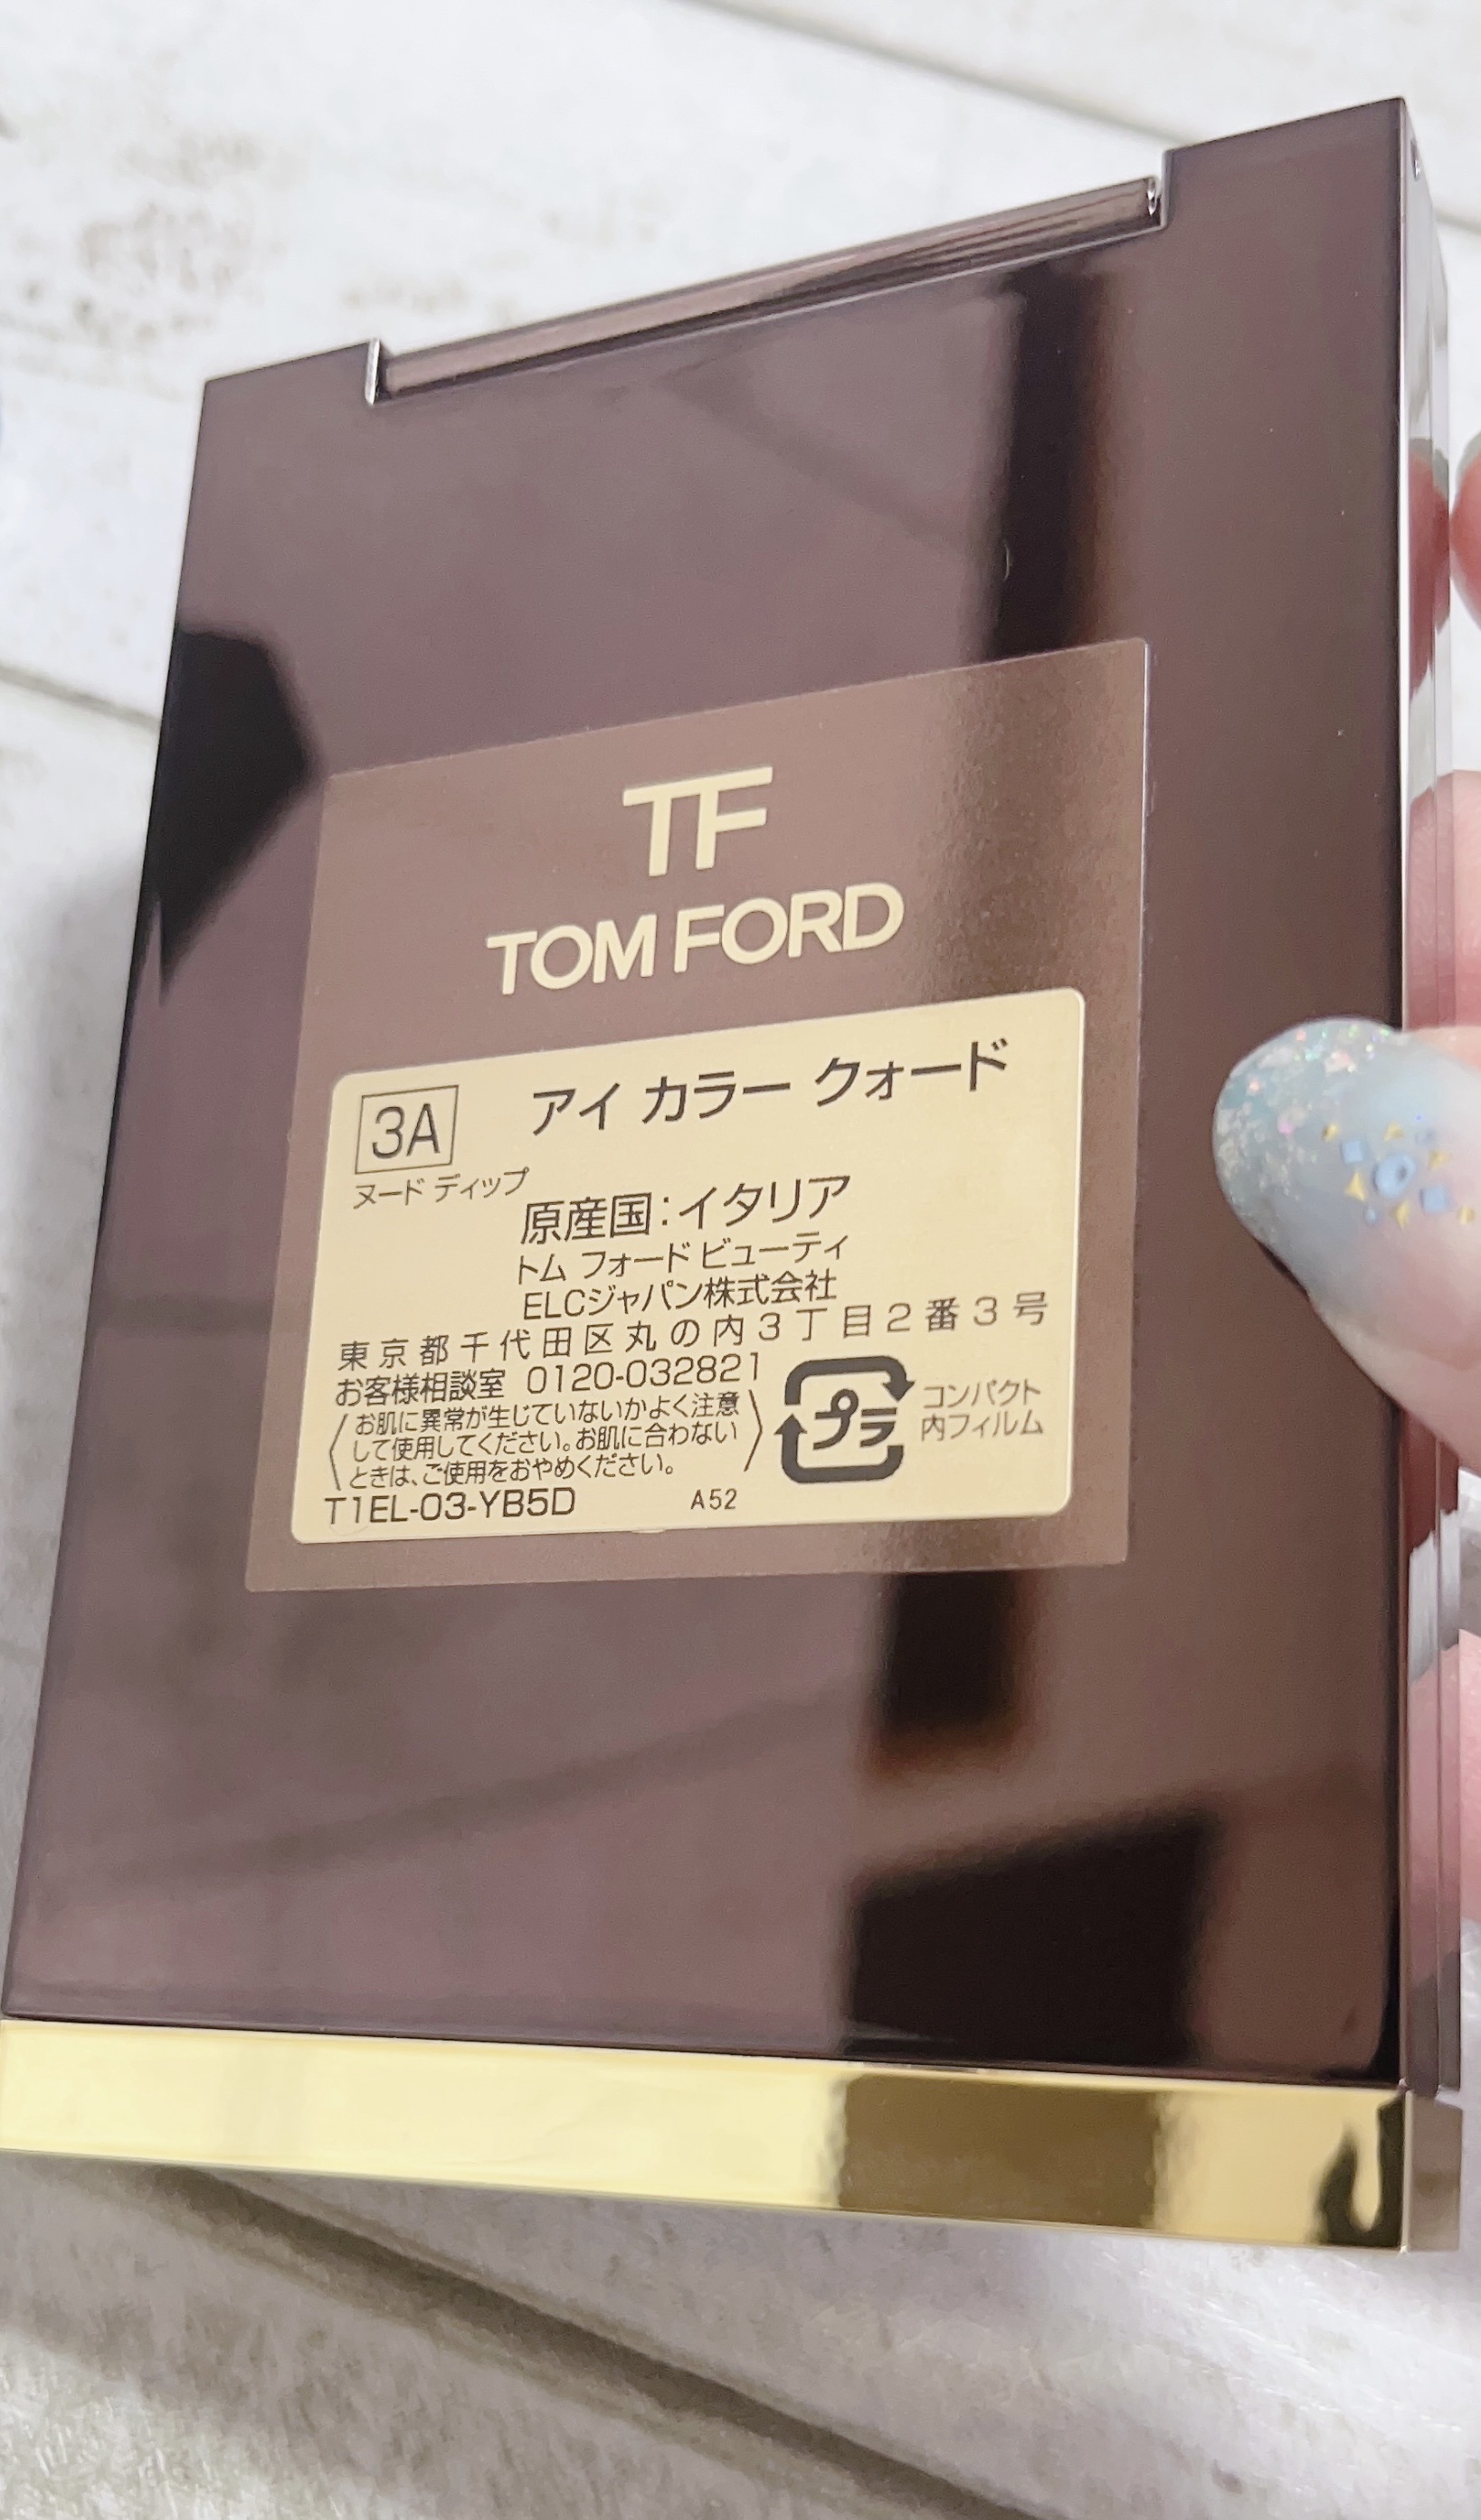 TF
TOM FORD
3A アイ カラー クォード
ヌード ディップ
原産国:イタリア
トム フォード ビューティ
ELCジャパン株式会社
東京都千代田区丸の内3丁目2番3号
お客様相談室 0120-032821
お肌に異常が生じていないかよく注意
して使用してください。お肌に合わない
ときは、ご使用をおやめください。
プラ
コンパクト
内フィルム
T1EL-03-YB5D A52